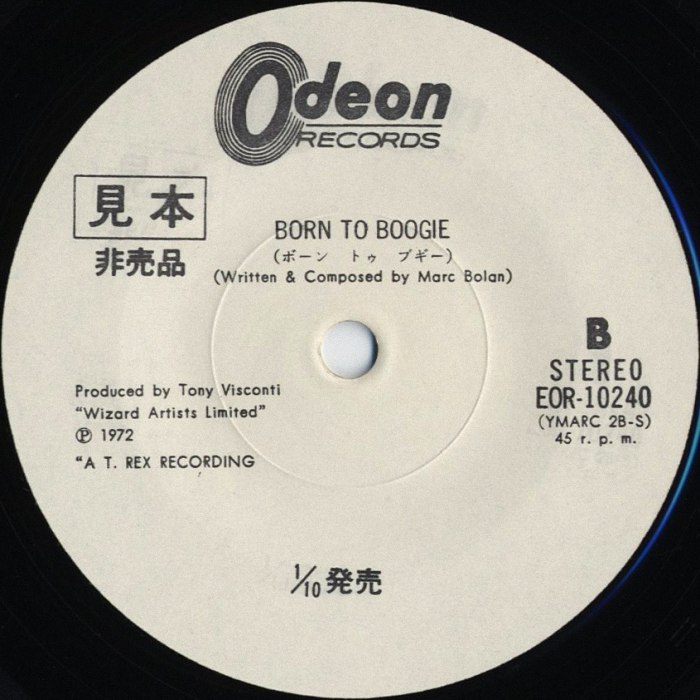 Odeon
RECORDS
見本
非売品
BORN TO BOOGIE
(ボーン トゥ ブギー)
(Written & Composed by Marc Bolan)
B
STEREO
EOR-10240
(YMARC 2B-S)
45 r. p. m.
Produced by Tony Visconti
“Wizard Artists Limited”
Ⓟ 1972
“A T. REX RECORDING
1/10発売